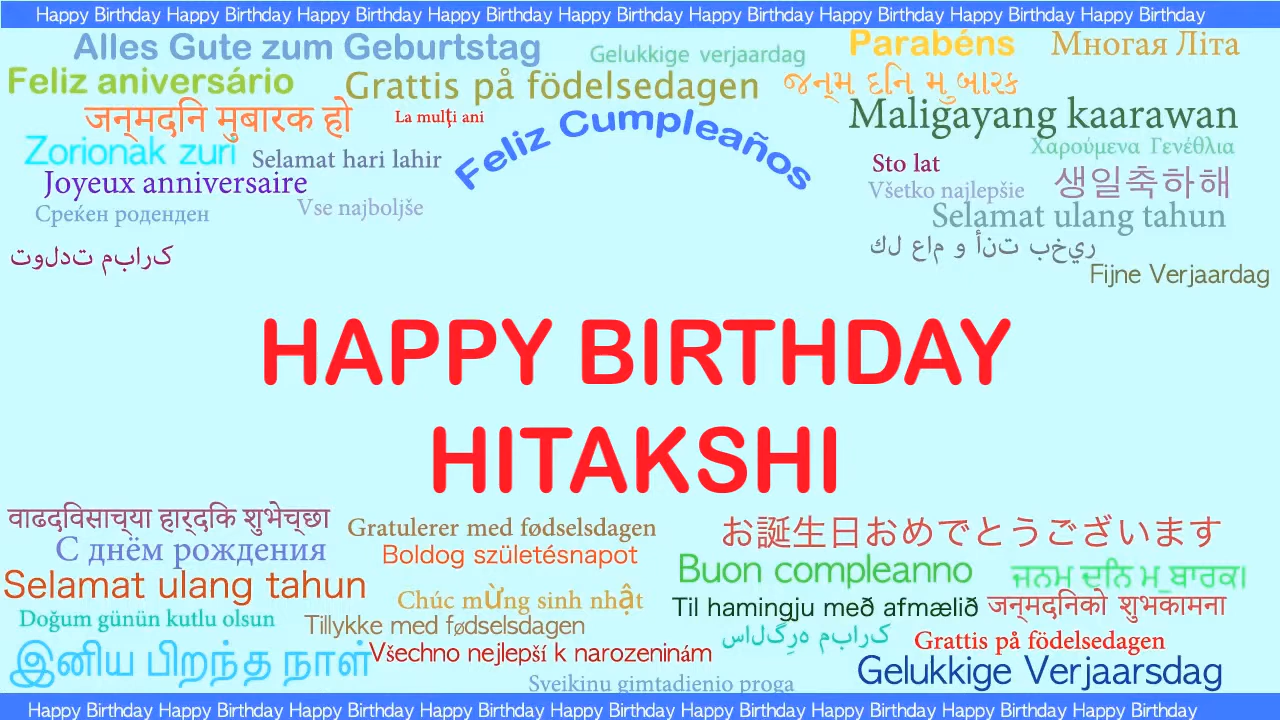 Happy Birthday Happy Birthday Happy Birthday Happy Birthday Happy Birthday Happy Birthday Happy Birthday Happy Birthday Happy Birthday
Alles Gute zum Geburtstag
Gelukkige verjaardag
Parabéns
Многая Літа
Feliz aniversário
Grattis på födelsedagen
જન્મ દિન મુબારક
जन्मदिन मुबारक हो
La mulţi ani
Feliz Cumpleaños
Maligayang kaarawan
Zorionak zuri
Selamat hari lahir
Sto lat
Χαρούμενα Γενέθλια
Joyeux anniversaire
Všetko najlepšie
생일축하해
Среќен роденден
Vse najboljše
Selamat ulang tahun
تولدت مبارک
كل عام و أنت بخير
Fijne Verjaardag
HAPPY BIRTHDAY
HITAKSHI
वाढदिवसाच्या हार्दिक शुभेच्छा
Gratulerer med fødselsdagen
お誕生日おめでとうございます
С днём рождения
Boldog születésnapot
Buon compleanno
ਜਨਮ ਦਿਨ ਮੁਬਾਰਕ।
Selamat ulang tahun
Chúc mừng sinh nhật
Til hamingju með afmælið
जन्मदिनको शुभकामना
Doğum günün kutlu olsun
Tillykke med fødselsdagen
سالگرہ مبارک
Grattis på födelsedagen
இனிய பிறந்த நாள்
Všechno nejlepší k narozeninám
Gelukkige Verjaarsdag
Sveikinu gimtadienio proga
Happy Birthday Happy Birthday Happy Birthday Happy Birthday Happy Birthday Happy Birthday Happy Birthday Happy Birthday Happy Birthday